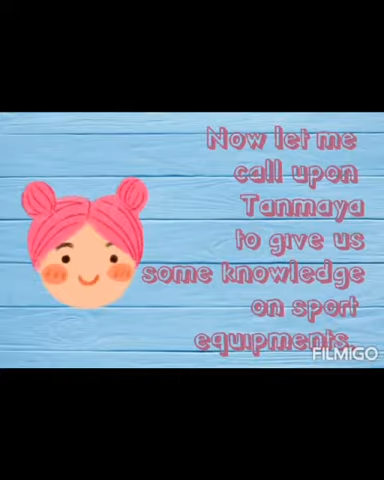 Now let me
call upon
Tanmaya
to give us
some knowledge
on sport
equipments.
FILMIGO